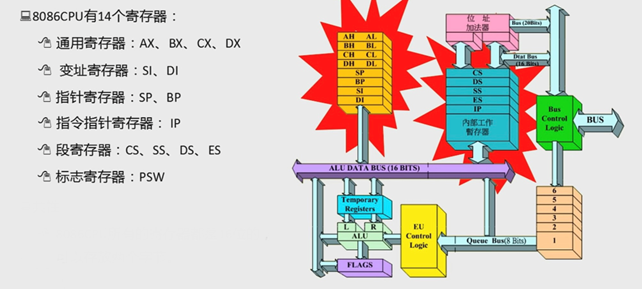 8086CPU有14个寄存器：
通用寄存器：AX、BX、CX、DX
变址寄存器：SI、DI
指针寄存器：SP、BP
指令指针寄存器： IP
段寄存器：CS、SS、DS、ES
标志寄存器：PSW
AH AL
BH BL
CH CL
DH DL
SP
BP
SI
DI
位 址
加法器
Bus (20Bits)
Dtat Bus
(16 Bits)
CS
DS
SS
ES
IP
内部工作
暫存器
Bus
Control
Logic
BUS
ALU DATA BUS (16 BITS)
Temporary
Registers
L R
ALU
FLAGS
EU
Control
Logic
Queue Bus(8 Bits)
6
5
4
3
2
1